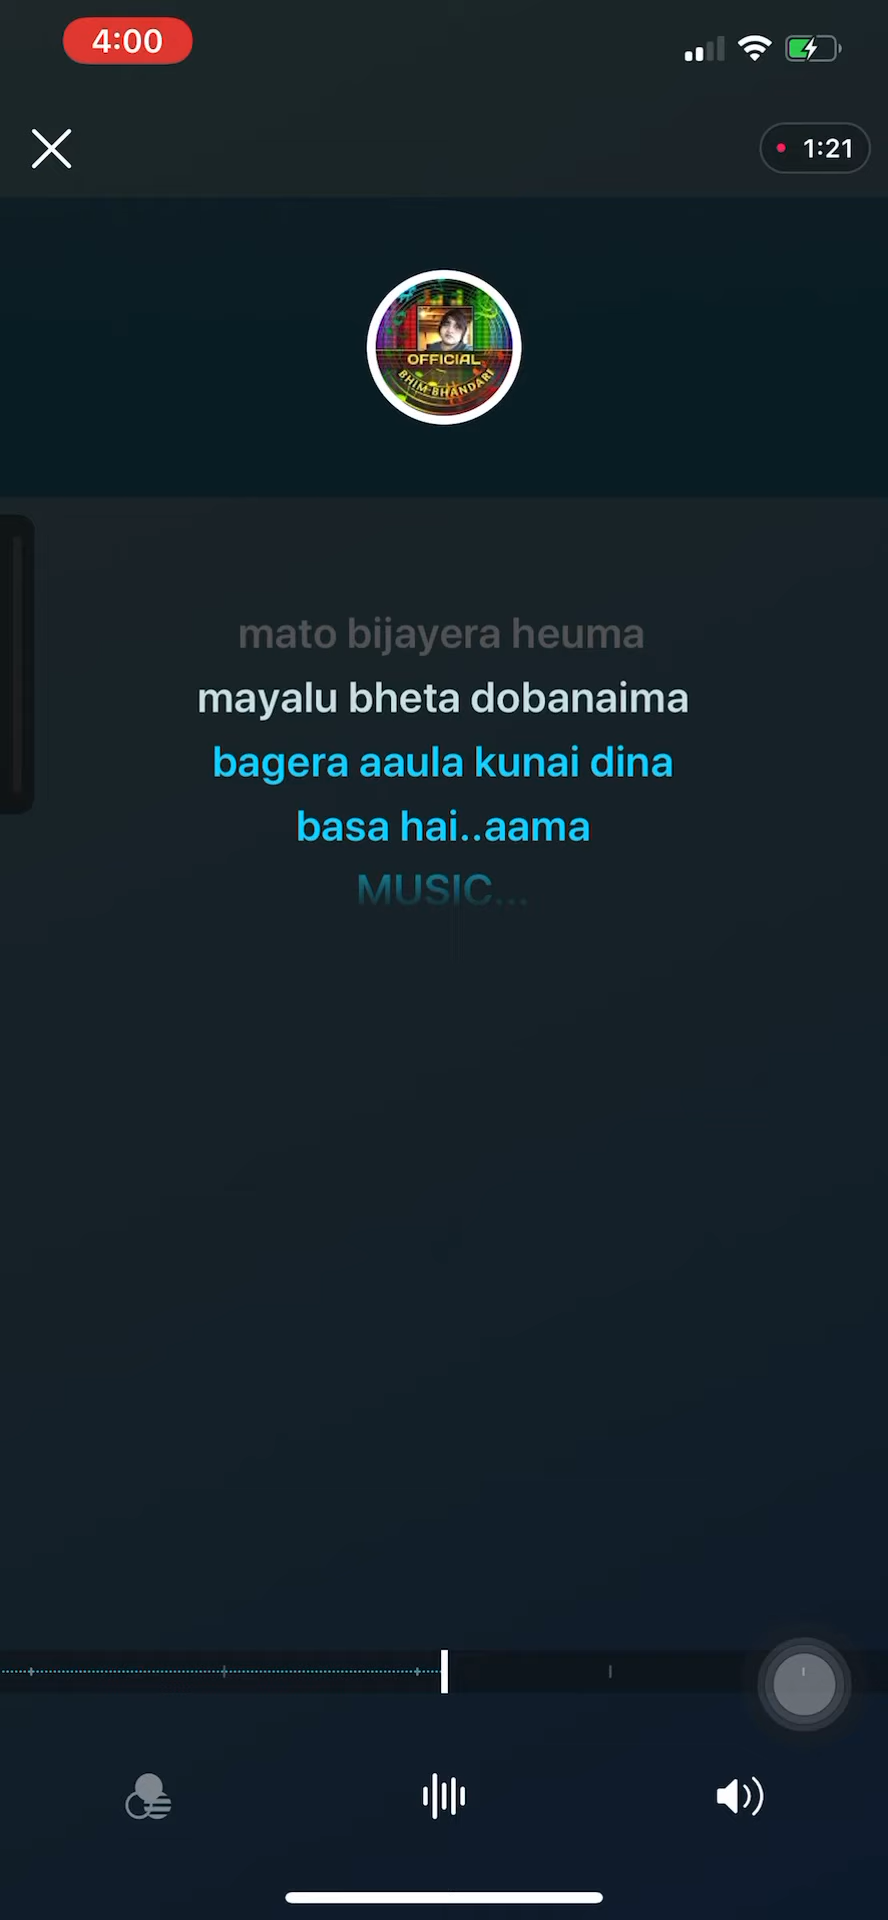 4:00
1:21
OFFICIAL
BHIM BHANDARI
mato bijayera heuma
mayalu bheta dobanaima
bagera aaula kunai dina
basa hai..aama
MUSIC...